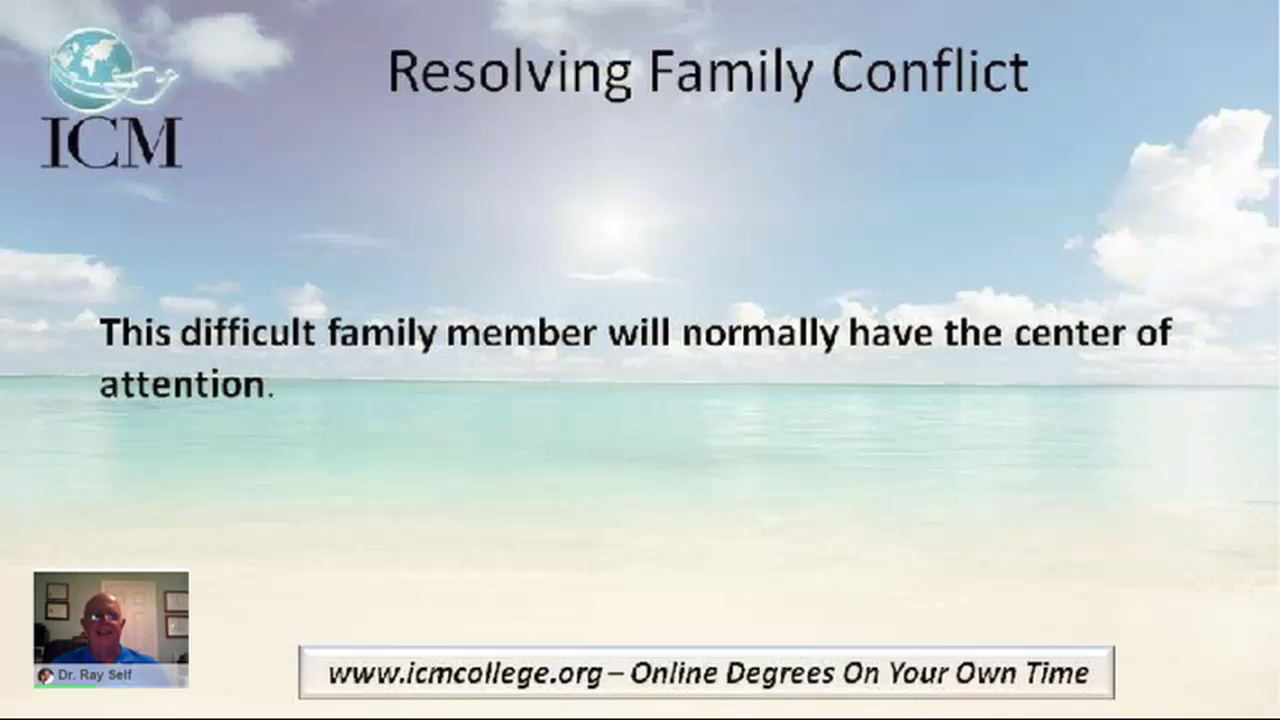 Resolving Family Conflict
ICM
This difficult family member will normally have the center of
attention.
Dr. Ray Self
www.icmcollege.org – Online Degrees On Your Own Time